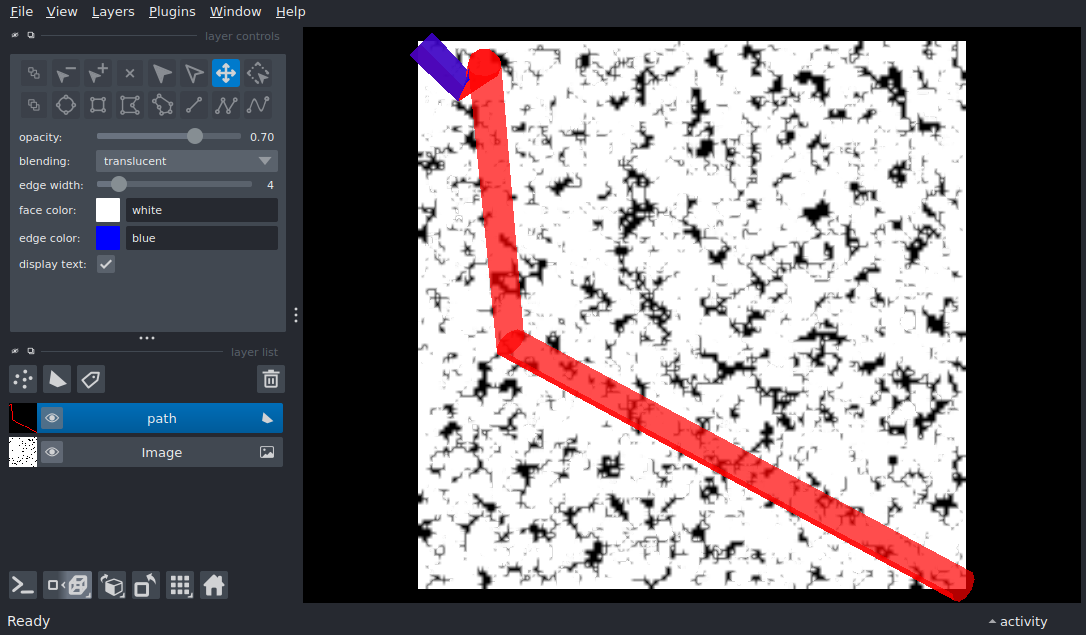 File View Layers Plugins Window Help
layer controls
opacity: 0.70
blending: translucent
edge width: 4
face color: white
edge color: blue
display text:
layer list
path
Image
Ready
activity